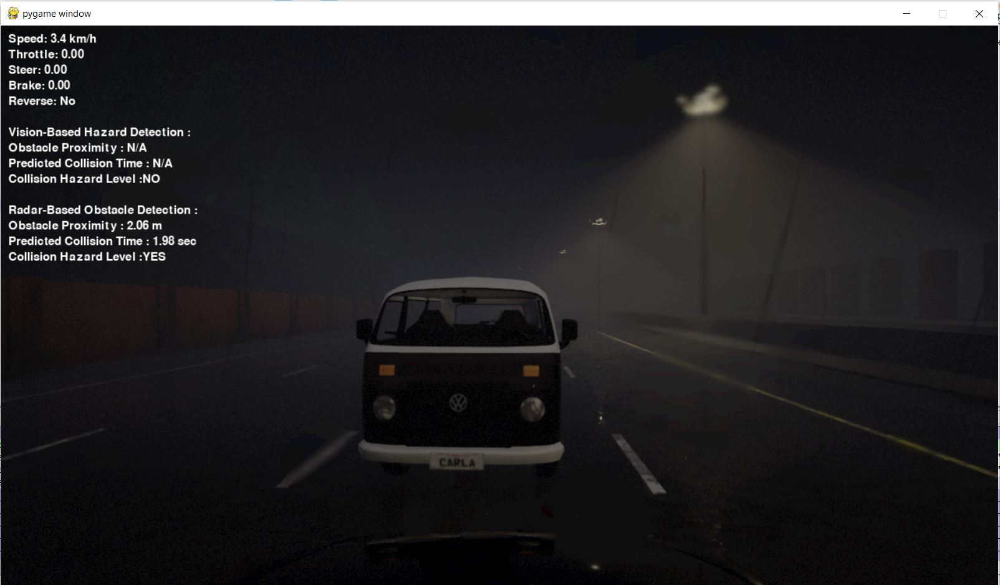 pygame window
Speed: 3.4 km/h
Throttle: 0.00
Steer: 0.00
Brake: 0.00
Reverse: No
Vision-Based Hazard Detection :
Obstacle Proximity : N/A
Predicted Collision Time : N/A
Collision Hazard Level :NO
Radar-Based Obstacle Detection :
Obstacle Proximity : 2.06 m
Predicted Collision Time : 1.98 sec
Collision Hazard Level :YES
CARLA